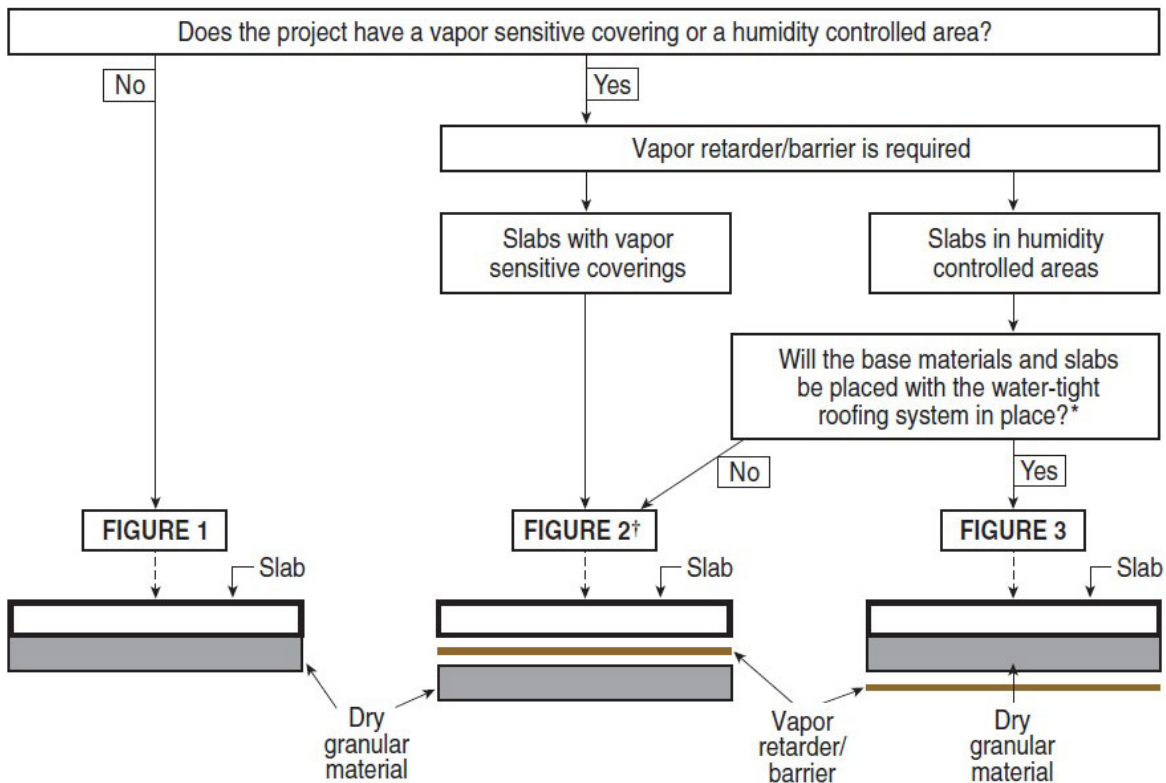 Does the project have a vapor sensitive covering or a humidity controlled area?
No
Yes
Vapor retarder/barrier is required
Slabs with vapor
sensitive coverings
Slabs in humidity
controlled areas
Will the base materials and slabs
be placed with the water-tight
roofing system in place?*
No
Yes
FIGURE 1
FIGURE 2†
FIGURE 3
Slab
Slab
Slab
Dry
granular
material
Vapor
retarder/
barrier
Dry
granular
material